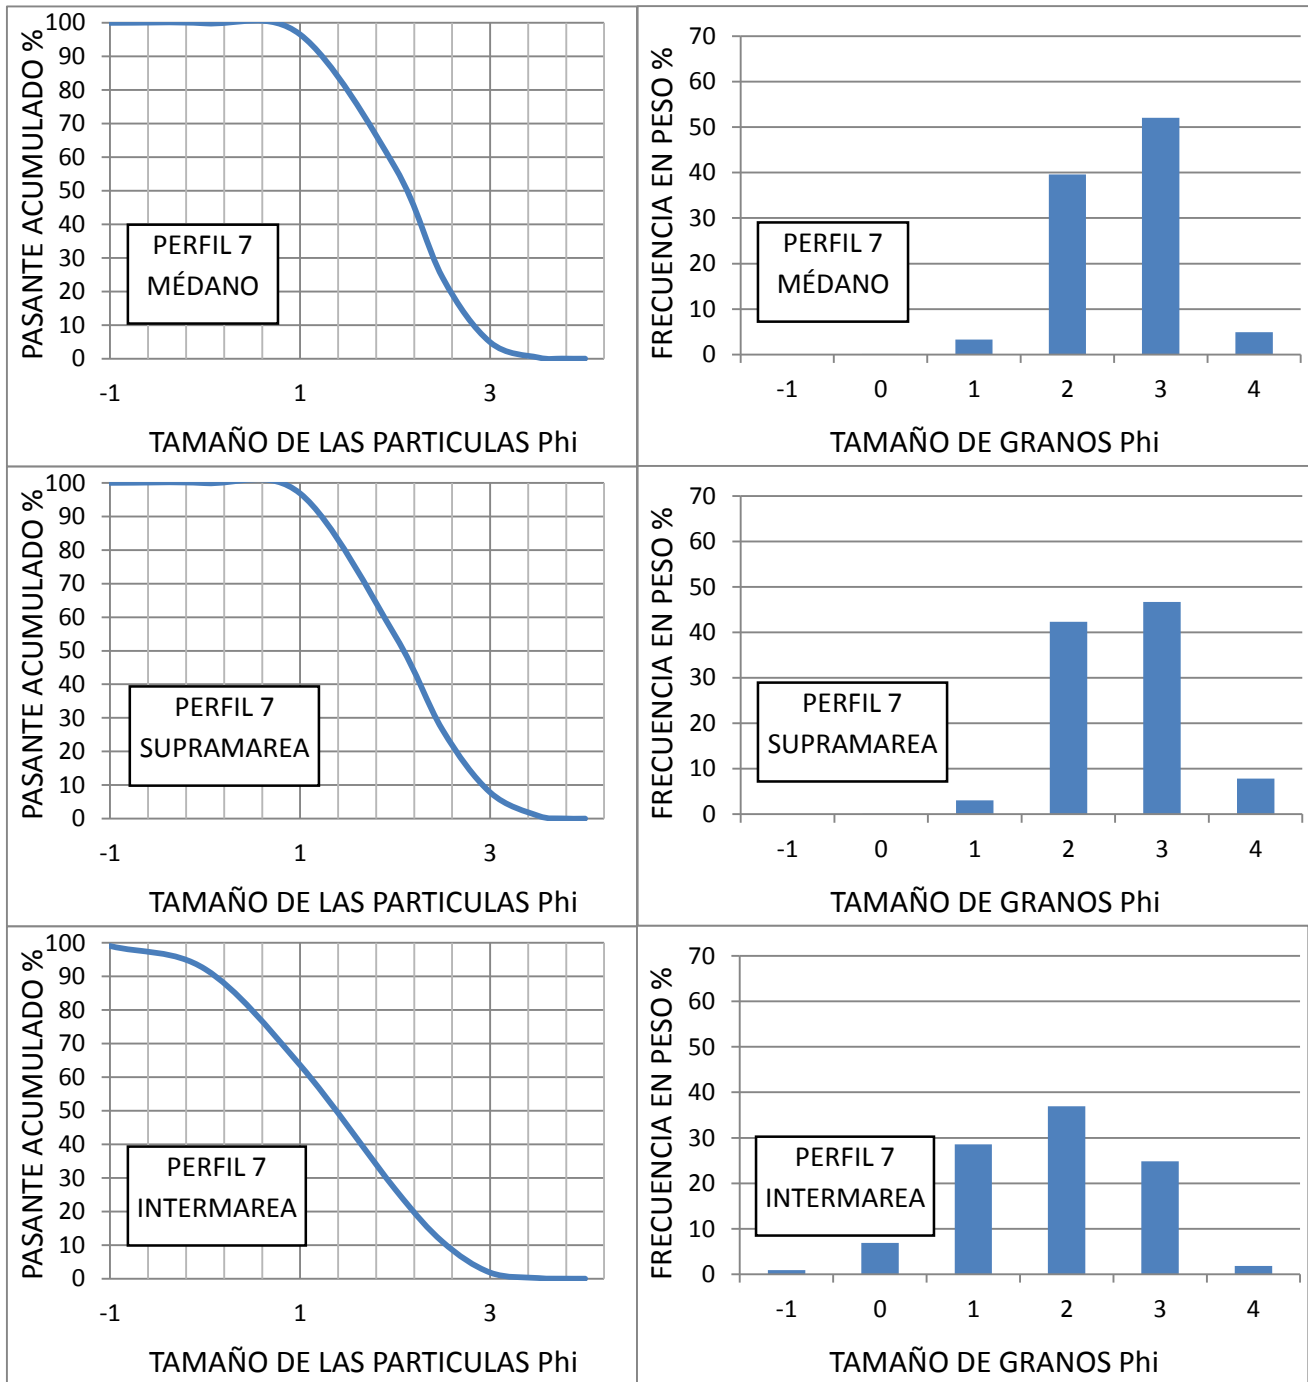 PASANTE ACUMULADO %
100
90
80
70
60
50
40
30
20
10
0
PERFIL 7
MÉDANO
-1 1 3
TAMAÑO DE LAS PARTICULAS Phi
FRECUENCIA EN PESO %
70
60
50
40
30
20
10
0
PERFIL 7
MÉDANO
-1 0 1 2 3 4
TAMAÑO DE GRANOS Phi
PASANTE ACUMULADO %
100
90
80
70
60
50
40
30
20
10
0
PERFIL 7
SUPRAMAREA
-1 1 3
TAMAÑO DE LAS PARTICULAS Phi
FRECUENCIA EN PESO %
70
60
50
40
30
20
10
0
PERFIL 7
SUPRAMAREA
-1 0 1 2 3 4
TAMAÑO DE GRANOS Phi
PASANTE ACUMULADO %
100
90
80
70
60
50
40
30
20
10
0
PERFIL 7
INTERMAREA
-1 1 3
TAMAÑO DE LAS PARTICULAS Phi
FRECUENCIA EN PESO %
70
60
50
40
30
20
10
0
PERFIL 7
INTERMAREA
-1 0 1 2 3 4
TAMAÑO DE GRANOS Phi